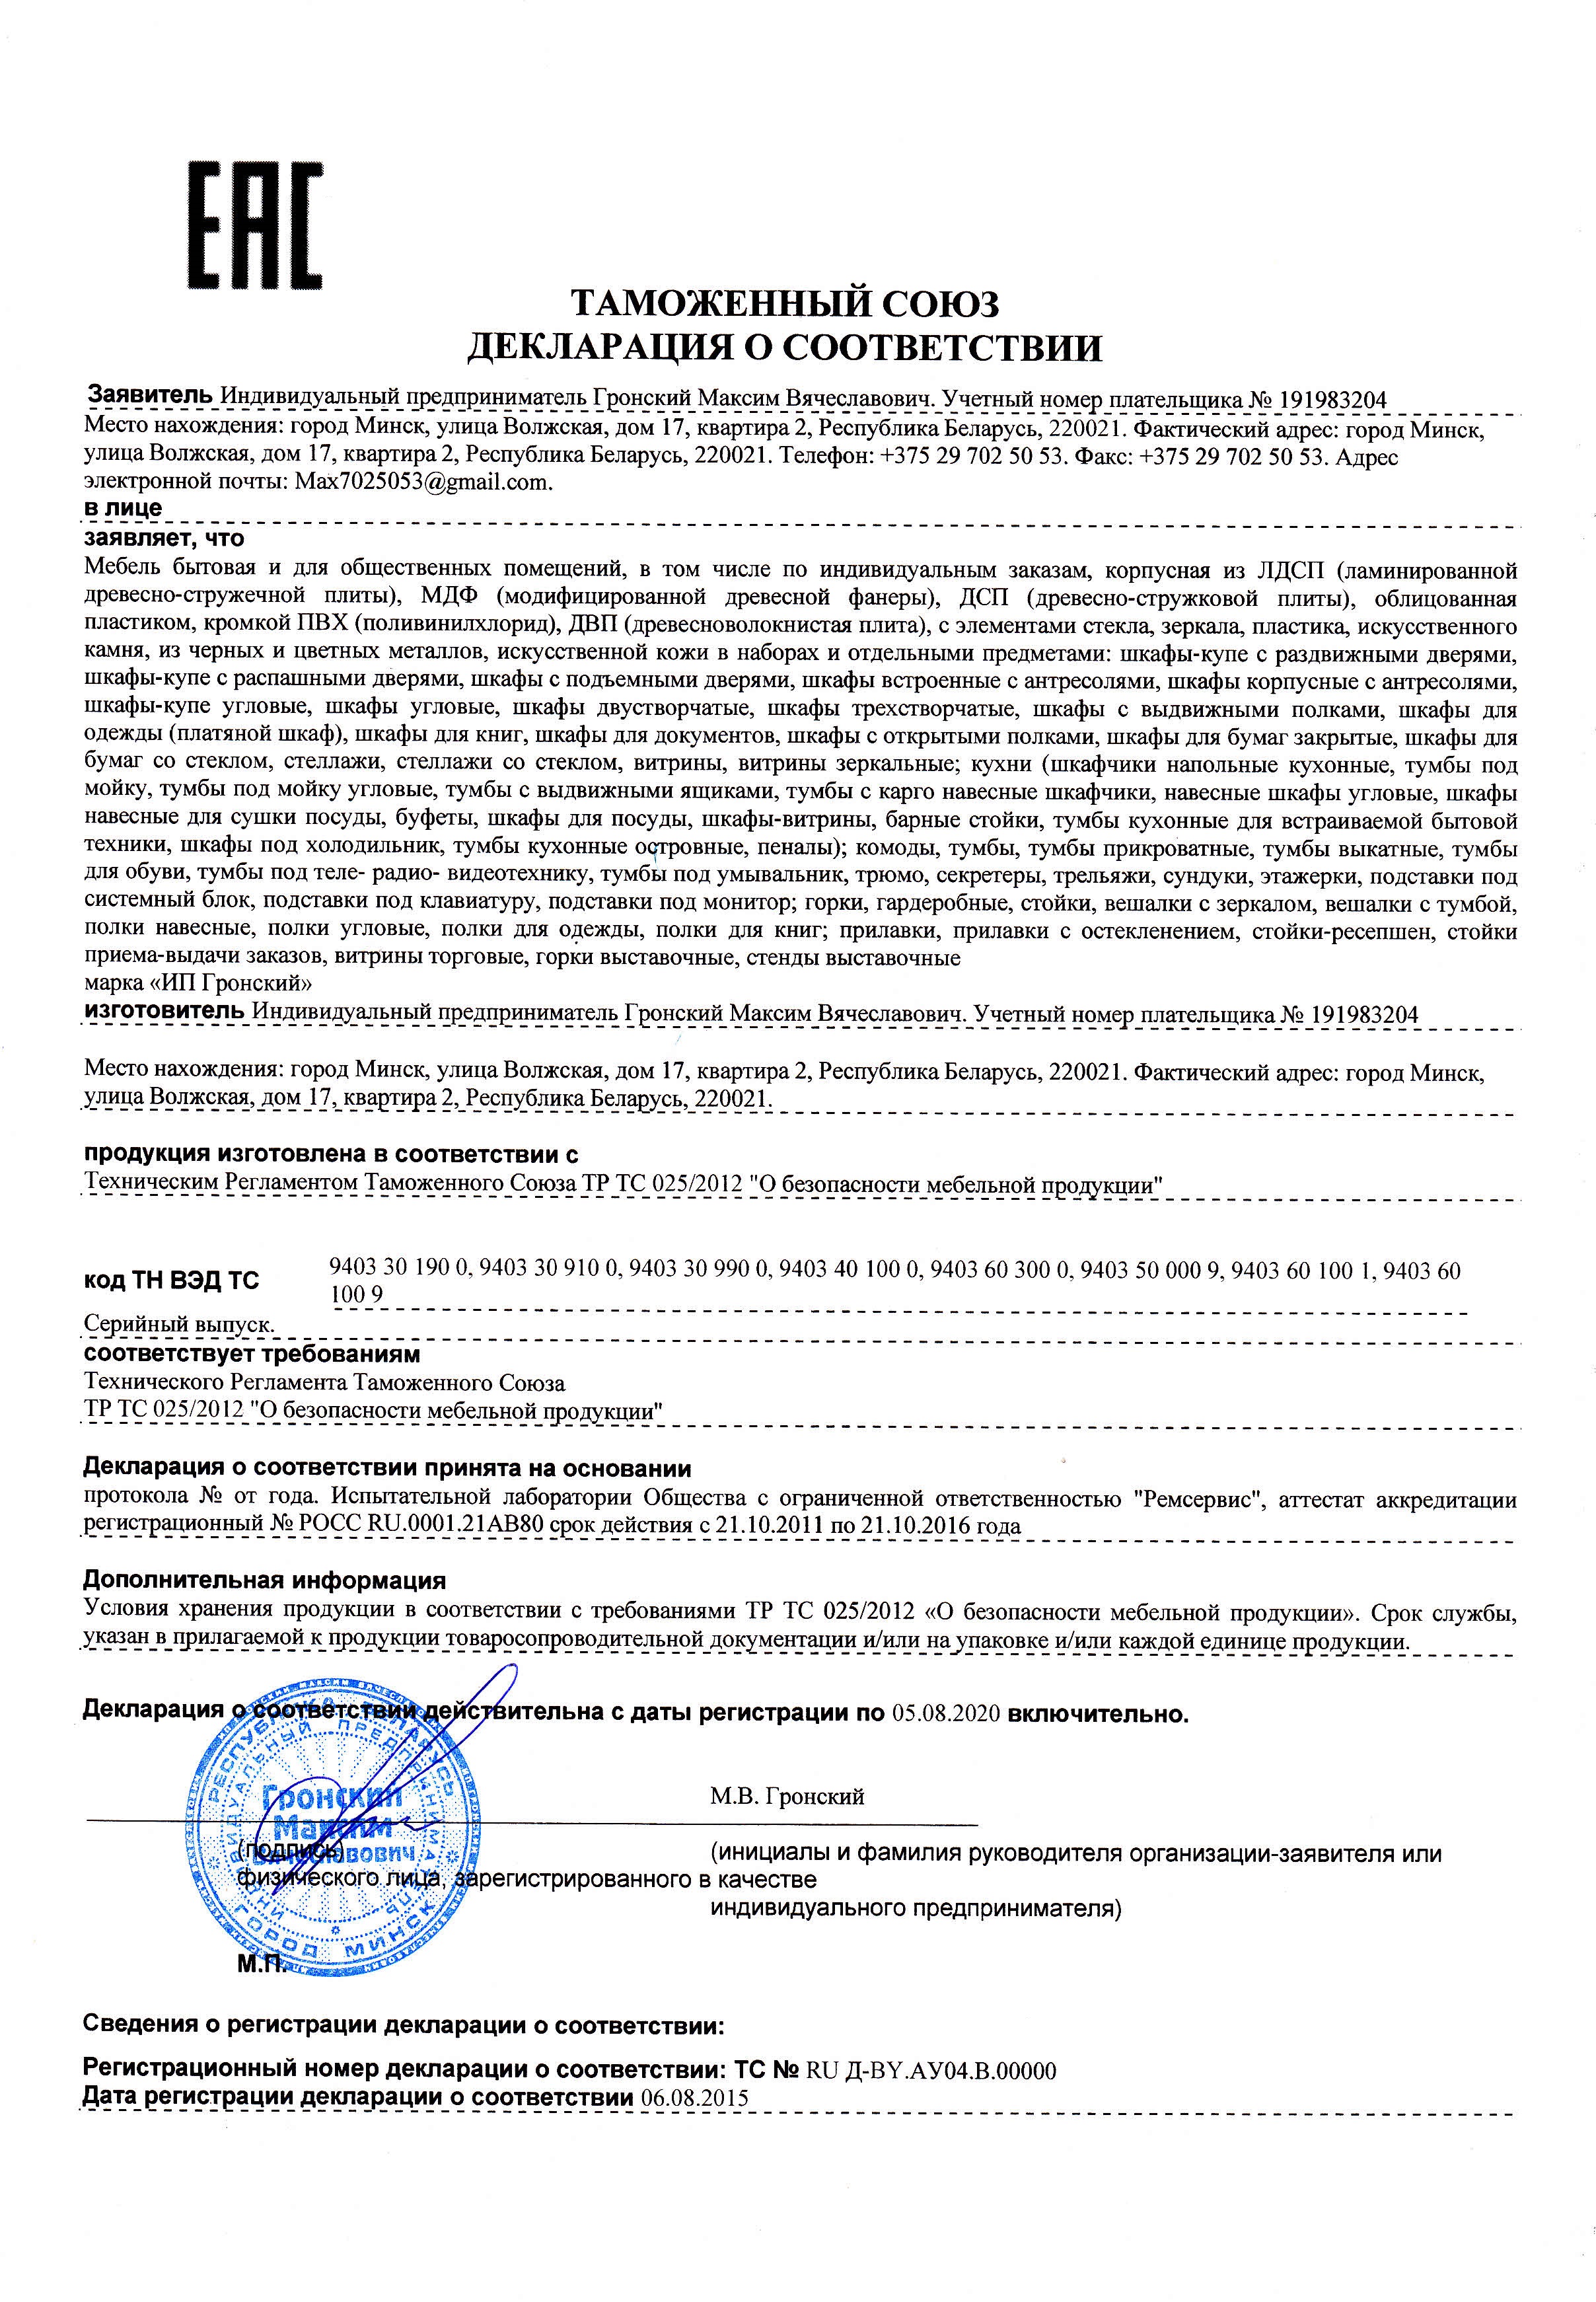 ЕАС
ТАМОЖЕННЫЙ СОЮЗ
ДЕКЛАРАЦИЯ О СООТВЕТСТВИИ
Заявитель Индивидуальный предприниматель Гронский Максим Вячеславович. Учетный номер плательщика № 191983204
Место нахождения: город Минск, улица Волжская, дом 17, квартира 2, Республика Беларусь, 220021. Фактический адрес: город Минск,
улица Волжская, дом 17, квартира 2, Республика Беларусь, 220021. Телефон: +375 29 702 50 53. Факс: +375 29 702 50 53. Адрес
электронной почты: Max7025053@gmail.com.
в лице
заявляет, что
Мебель бытовая и для общественных помещений, в том числе по индивидуальным заказам, корпусная из ЛДСП (ламинированной
древесно-стружечной плиты), МДФ (модифицированной древесной фанеры), ДСП (древесно-стружковой плиты), облицованная
пластиком, кромкой ПВХ (поливинилхлорид), ДВП (древесноволокнистая плита), с элементами стекла, зеркала, пластика, искусственного
камня, из черных и цветных металлов, искусственной кожи в наборах и отдельными предметами: шкафы-купе с раздвижными дверями,
шкафы-купе с распашными дверями, шкафы с подъемными дверями, шкафы встроенные с антресолями, шкафы корпусные с антресолями,
шкафы-купе угловые, шкафы угловые, шкафы двустворчатые, шкафы трехстворчатые, шкафы с выдвижными полками, шкафы для
одежды (платяной шкаф), шкафы для книг, шкафы для документов, шкафы с открытыми полками, шкафы для бумаг закрытые, шкафы для
бумаг со стеклом, стеллажи, стеллажи со стеклом, витрины, витрины зеркальные; кухни (шкафчики напольные кухонные, тумбы под
мойку, тумбы под мойку угловые, тумбы с выдвижными ящиками, тумбы с карго навесные шкафчики, навесные шкафы угловые, шкафы
навесные для сушки посуды, буфеты, шкафы для посуды, шкафы-витрины, барные стойки, тумбы кухонные для встраиваемой бытовой
техники, шкафы под холодильник, тумбы кухонные островные, пеналы); комоды, тумбы, тумбы прикроватные, тумбы выкатные, тумбы
для обуви, тумбы под теле- радио- видеотехнику, тумбы под умывальник, трюмо, секретеры, трельяжи, сундуки, этажерки, подставки под
системный блок, подставки под клавиатуру, подставки под монитор; горки, гардеробные, стойки, вешалки с зеркалом, вешалки с тумбой,
полки навесные, полки угловые, полки для одежды, полки для книг; прилавки, прилавки с остекленением, стойки-ресепшен, стойки
приема-выдачи заказов, витрины торговые, горки выставочные, стенды выставочные
марка «ИП Гронский»
изготовитель Индивидуальный предприниматель Гронский Максим Вячеславович. Учетный номер плательщика № 191983204
Место нахождения: город Минск, улица Волжская, дом 17, квартира 2, Республика Беларусь, 220021. Фактический адрес: город Минск,
улица Волжская, дом 17, квартира 2, Республика Беларусь, 220021.
продукция изготовлена в соответствии с
Техническим Регламентом Таможенного Союза ТР ТС 025/2012 "О безопасности мебельной продукции"
код ТН ВЭД ТС 9403 30 190 0, 9403 30 910 0, 9403 30 990 0, 9403 40 100 0, 9403 60 300 0, 9403 50 000 9, 9403 60 100 1, 9403 60
100 9
Серийный выпуск.
соответствует требованиям
Технического Регламента Таможенного Союза
ТР ТС 025/2012 "О безопасности мебельной продукции"
Декларация о соответствии принята на основании
протокола № от года. Испытательной лаборатории Общества с ограниченной ответственностью "Ремсервис", аттестат аккредитации
регистрационный № РОСС RU.0001.21АВ80 срок действия с 21.10.2011 по 21.10.2016 года
Дополнительная информация
Условия хранения продукции в соответствии с требованиями ТР ТС 025/2012 «О безопасности мебельной продукции». Срок службы,
указан в прилагаемой к продукции товаросопроводительной документации и/или на упаковке и/или каждой единице продукции.
Декларация о соответствии действительна с даты регистрации по 05.08.2020 включительно.
РЕСПУБЛИКА БЕЛАРУСЬ
ИНДИВИДУАЛЬНЫЙ ПРЕДПРИНИМАТЕЛЬ
Гронский
Максим
Вячеславович
ГОРОД МИНСК
М.В. Гронский
(подпись) (инициалы и фамилия руководителя организации-заявителя или
физического лица, зарегистрированного в качестве
индивидуального предпринимателя)
М.П.
Сведения о регистрации декларации о соответствии:
Регистрационный номер декларации о соответствии: ТС № RU Д-BY.АУ04.В.00000
Дата регистрации декларации о соответствии 06.08.2015